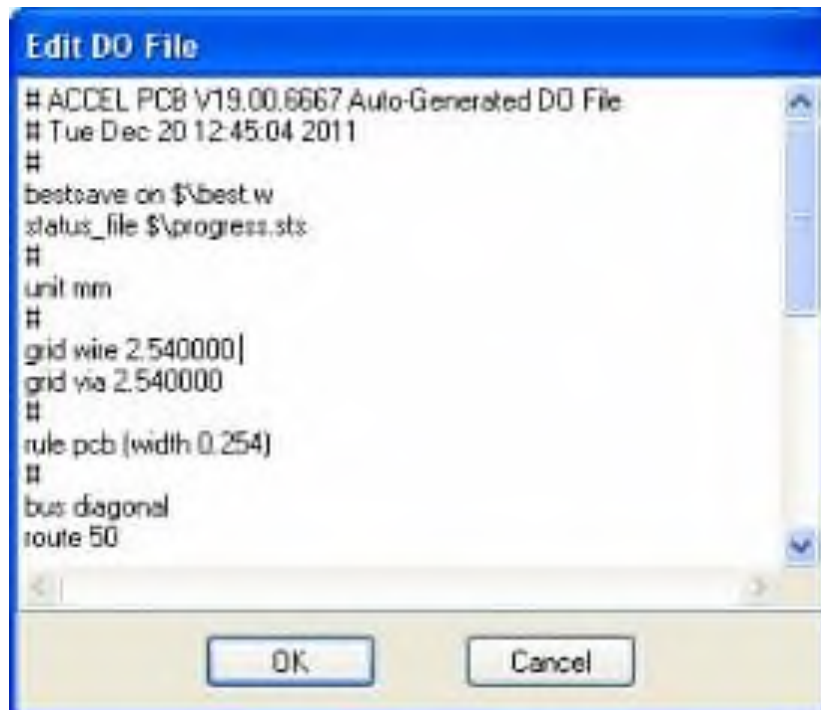 Edit DO File
# ACCEL PCB V19.00.6667 Auto-Generated DO File
# Tue Dec 20 12:45:04 2011
#
bestsave on $\best.w
status_file $\progress.sts
#
unit mm
#
grid wire 2.540000
grid via 2.540000
#
rule pcb (width 0.254)
#
bus diagonal
route 50
OK Cancel